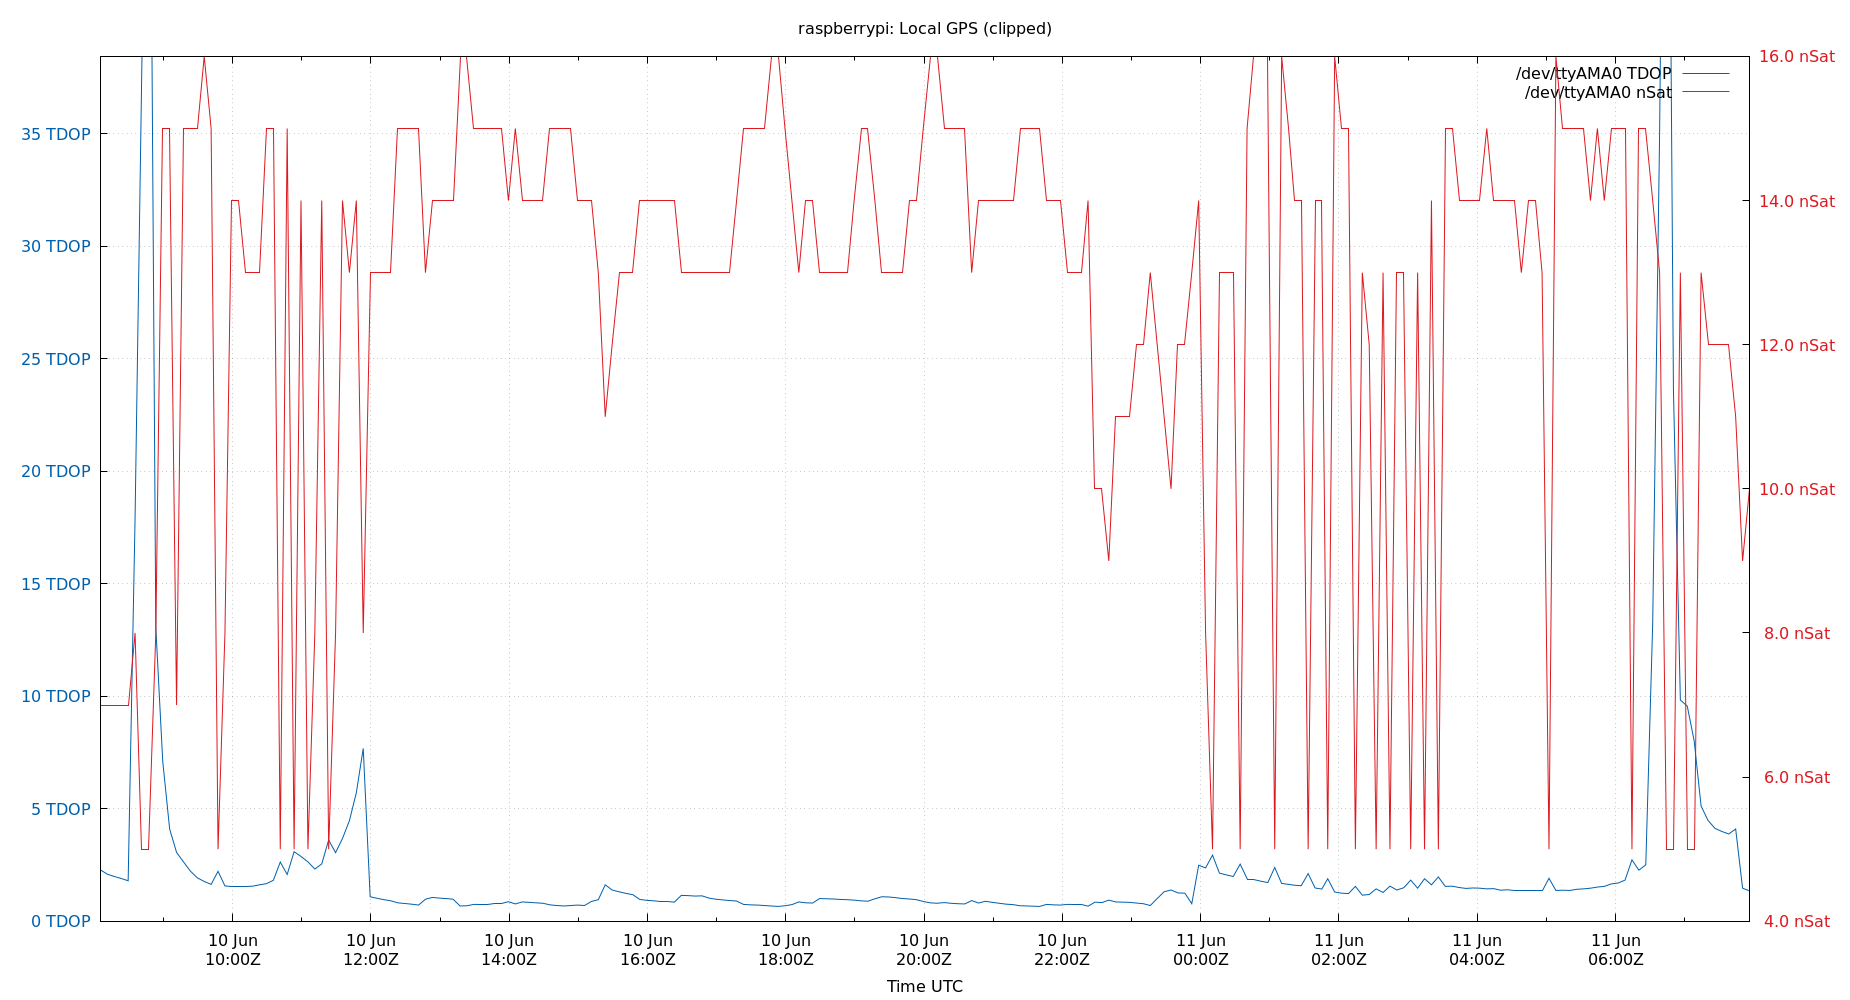 raspberrypi: Local GPS (clipped)
/dev/ttyAMA0 TDOP
/dev/ttyAMA0 nSat
35 TDOP
30 TDOP
25 TDOP
20 TDOP
15 TDOP
10 TDOP
5 TDOP
0 TDOP
16.0 nSat
14.0 nSat
12.0 nSat
10.0 nSat
8.0 nSat
6.0 nSat
4.0 nSat
10 Jun
10:00Z
10 Jun
12:00Z
10 Jun
14:00Z
10 Jun
16:00Z
10 Jun
18:00Z
10 Jun
20:00Z
10 Jun
22:00Z
11 Jun
00:00Z
11 Jun
02:00Z
11 Jun
04:00Z
11 Jun
06:00Z
Time UTC